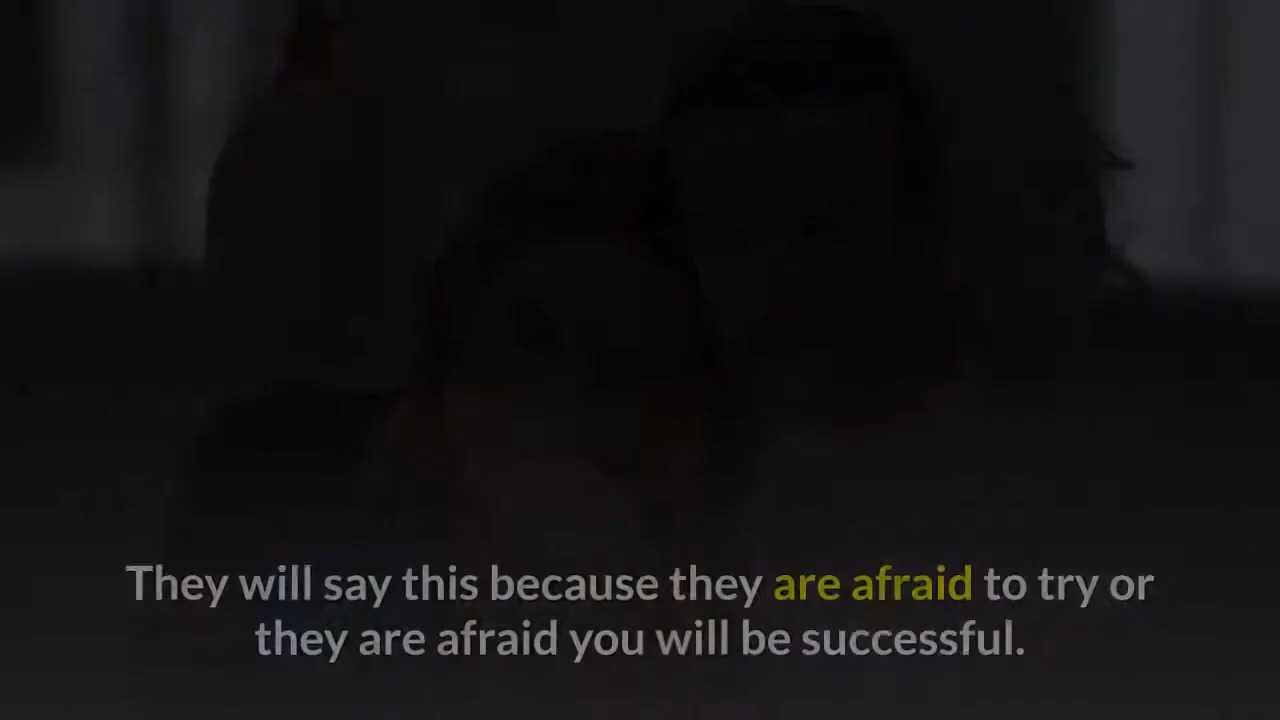 They will say this because they are afraid to try or
they are afraid you will be successful.